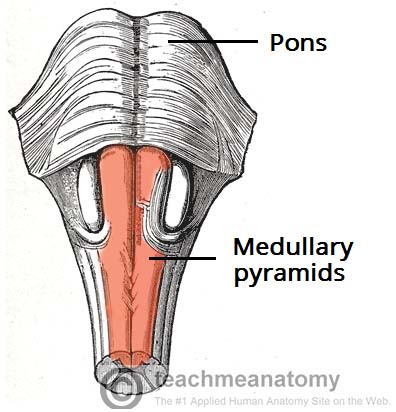 Pons
Medullary
pyramids
© teachmeanatomy
The #1 Applied Human Anatomy Site on the Web.